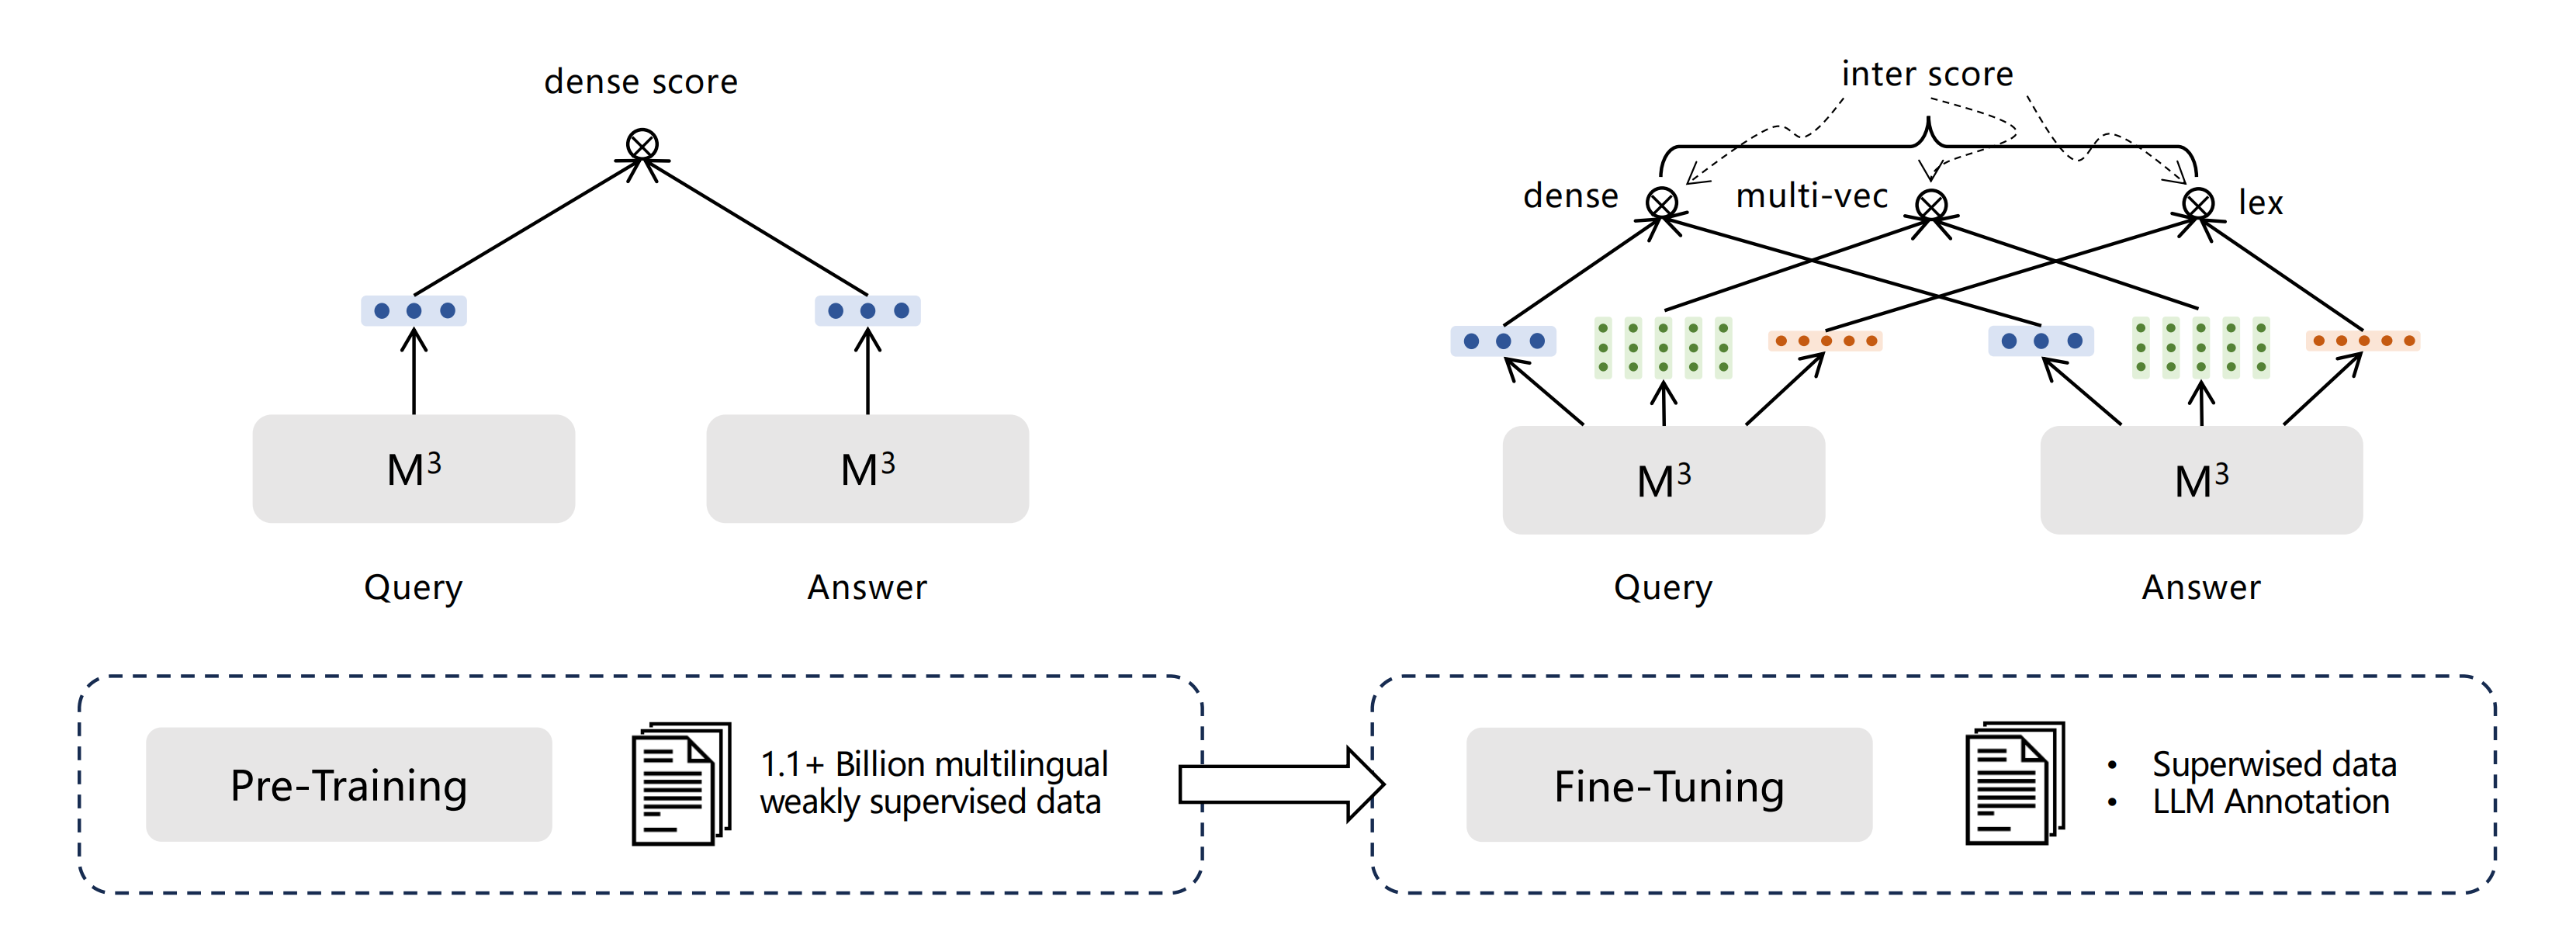 dense score
M³
M³
Query
Answer
inter score
dense
multi-vec
lex
M³
M³
Query
Answer
Pre-Training
1.1+ Billion multilingual
weakly supervised data
Fine-Tuning
• Superwised data
• LLM Annotation